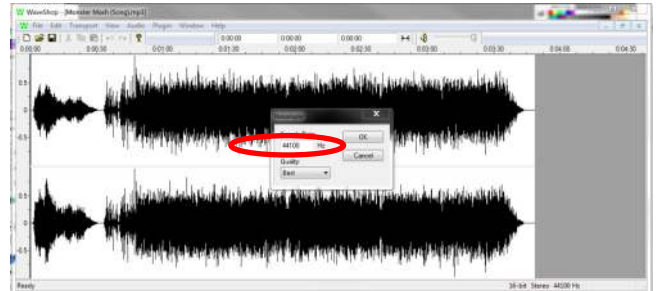 WaveShop - [Monster Mash (Song).mp3]
File Edit Transport View Audio Plugin Window Help
0:00:00 0:00:00 0:00:00
0:00:00 0:00:30 0:01:00 0:01:30 0:02:00 0:02:30 0:03:00 0:03:30 0:04:00 0:04:30
0.5
0
-0.5
OK
44100 Hz
Cancel
Quality
Best
0.5
0
-0.5
Ready 16-bit Stereo 44100 Hz